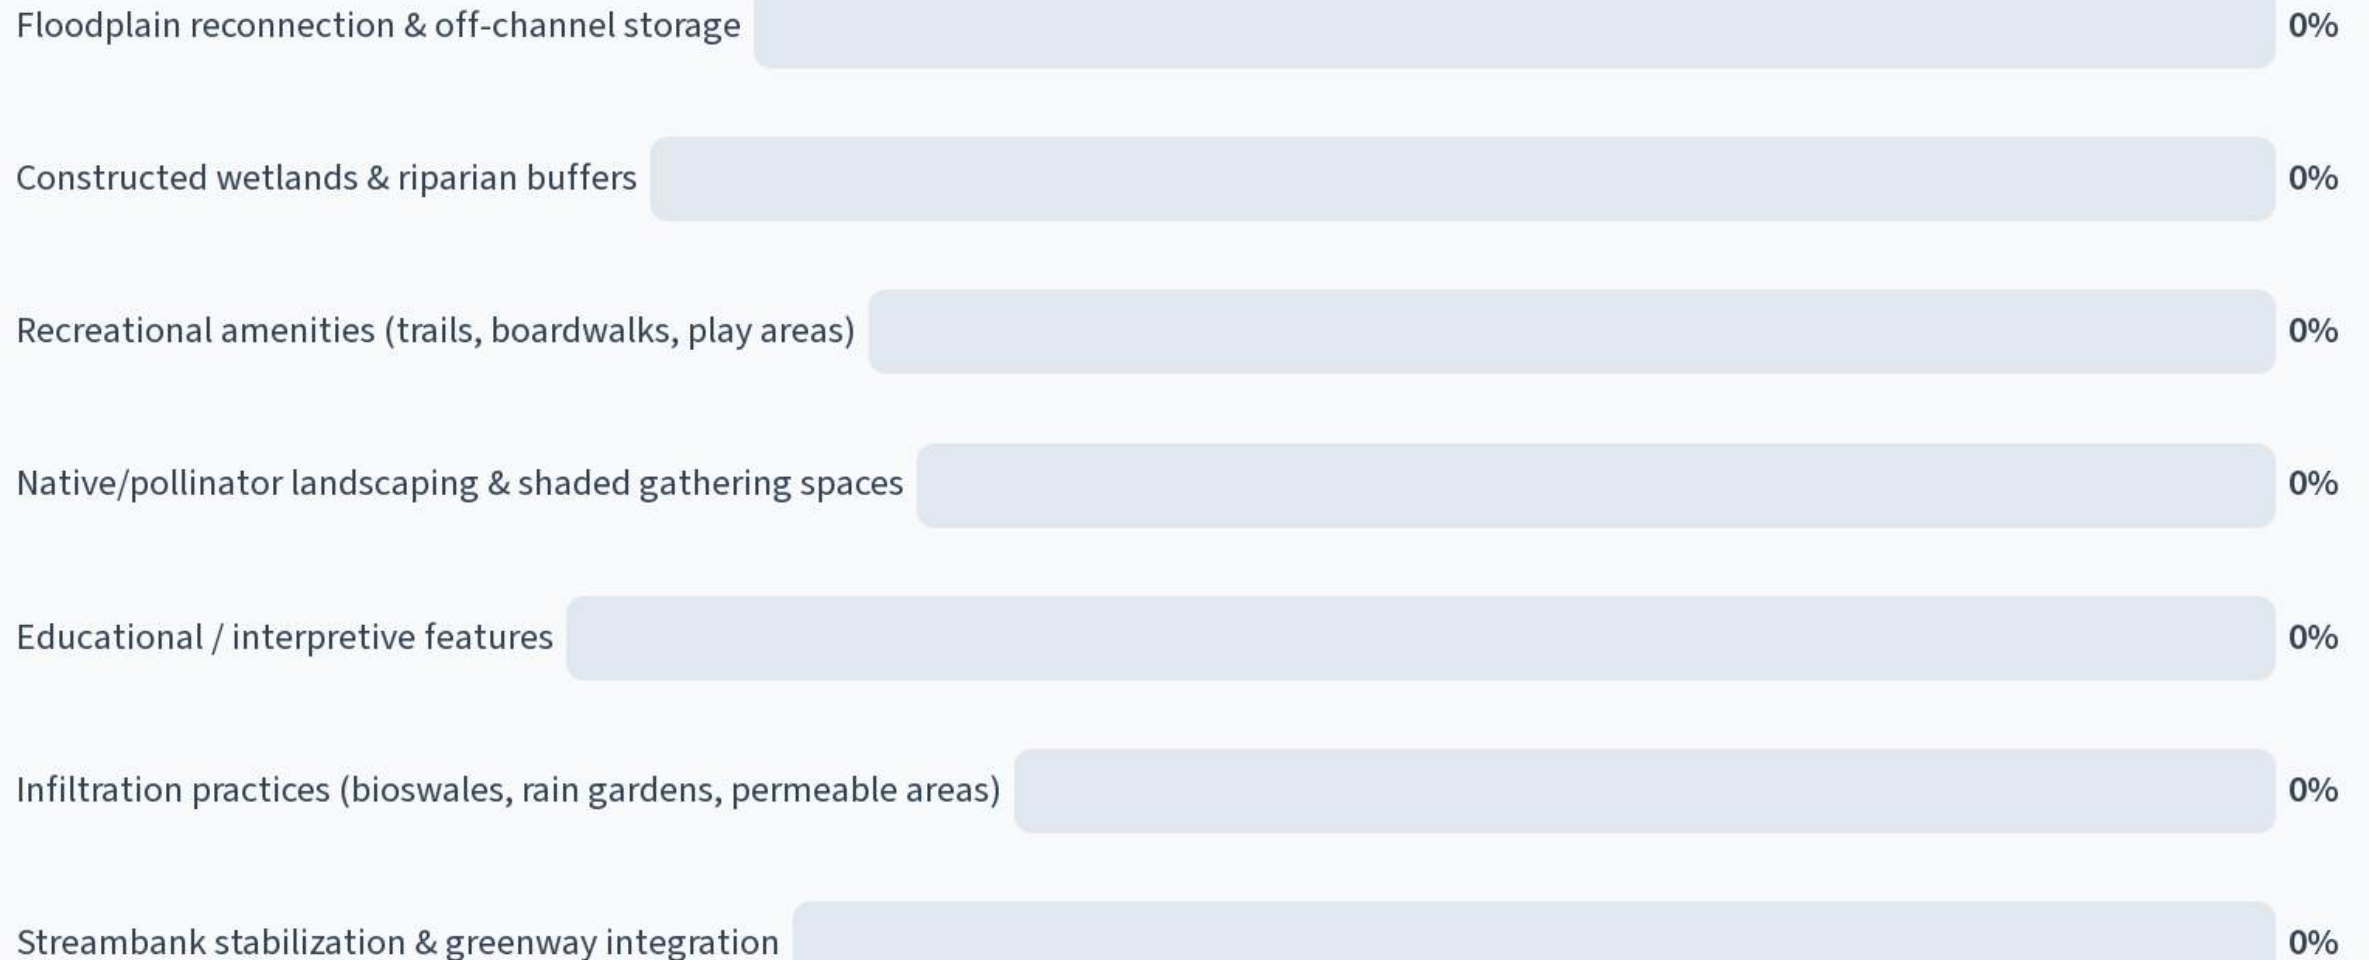 Floodplain reconnection & off-channel storage 0%
Constructed wetlands & riparian buffers 0%
Recreational amenities (trails, boardwalks, play areas) 0%
Native/pollinator landscaping & shaded gathering spaces 0%
Educational / interpretive features 0%
Infiltration practices (bioswales, rain gardens, permeable areas) 0%
Streambank stabilization & greenway integration 0%